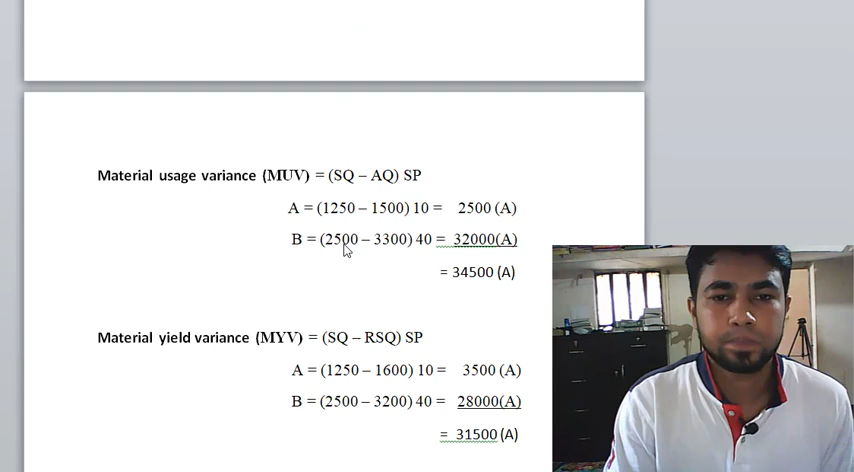 Material usage variance (MUV) = (SQ – AQ) SP
A = (1250 – 1500) 10 = 2500 (A)
B = (2500 – 3300) 40 = 32000(A)
= 34500 (A)
Material yield variance (MYV) = (SQ – RSQ) SP
A = (1250 – 1600) 10 = 3500 (A)
B = (2500 – 3200) 40 = 28000(A)
= 31500 (A)